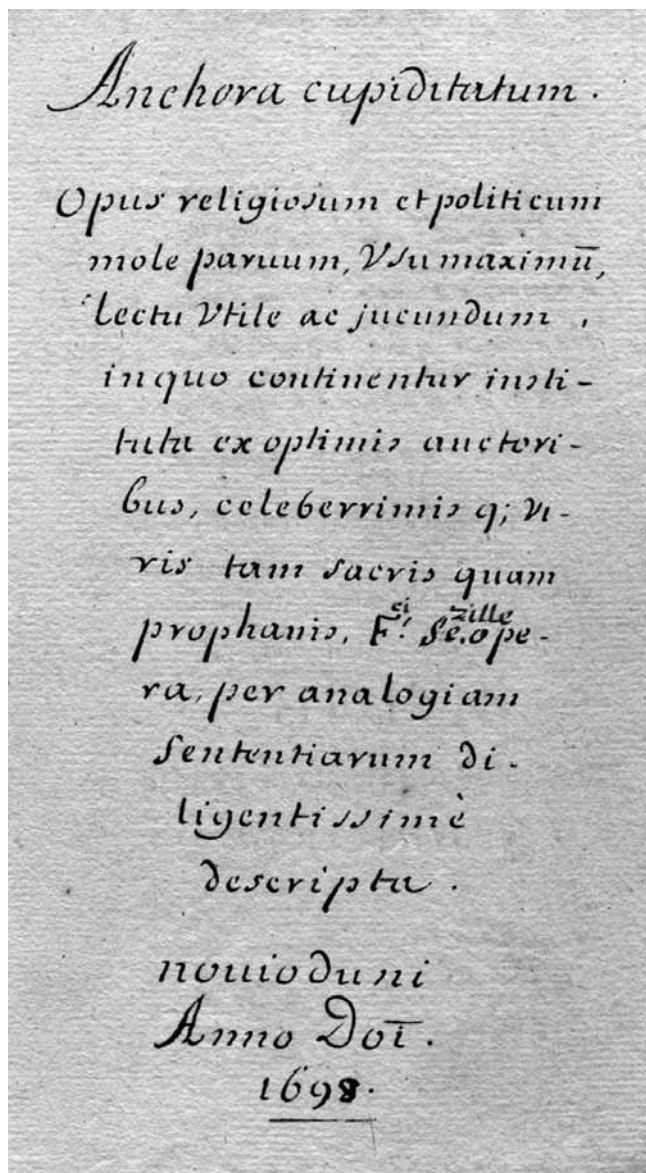 Anchora cupiditatum.
Opus religiosum et politicum
mole paruum, Vsu maximū,
lectu Vtile ac jucundum,
in quo continentur insti-
tuta ex optimis auctori-
bus, celeberrimis q; vi-
ris tam sacris quam
prophanis, F.ci Se.zille ope-
ra, per analogiam
Sententiarum di-
ligentissimè
descripta.
nouioduni
Anno Doī.
1698.